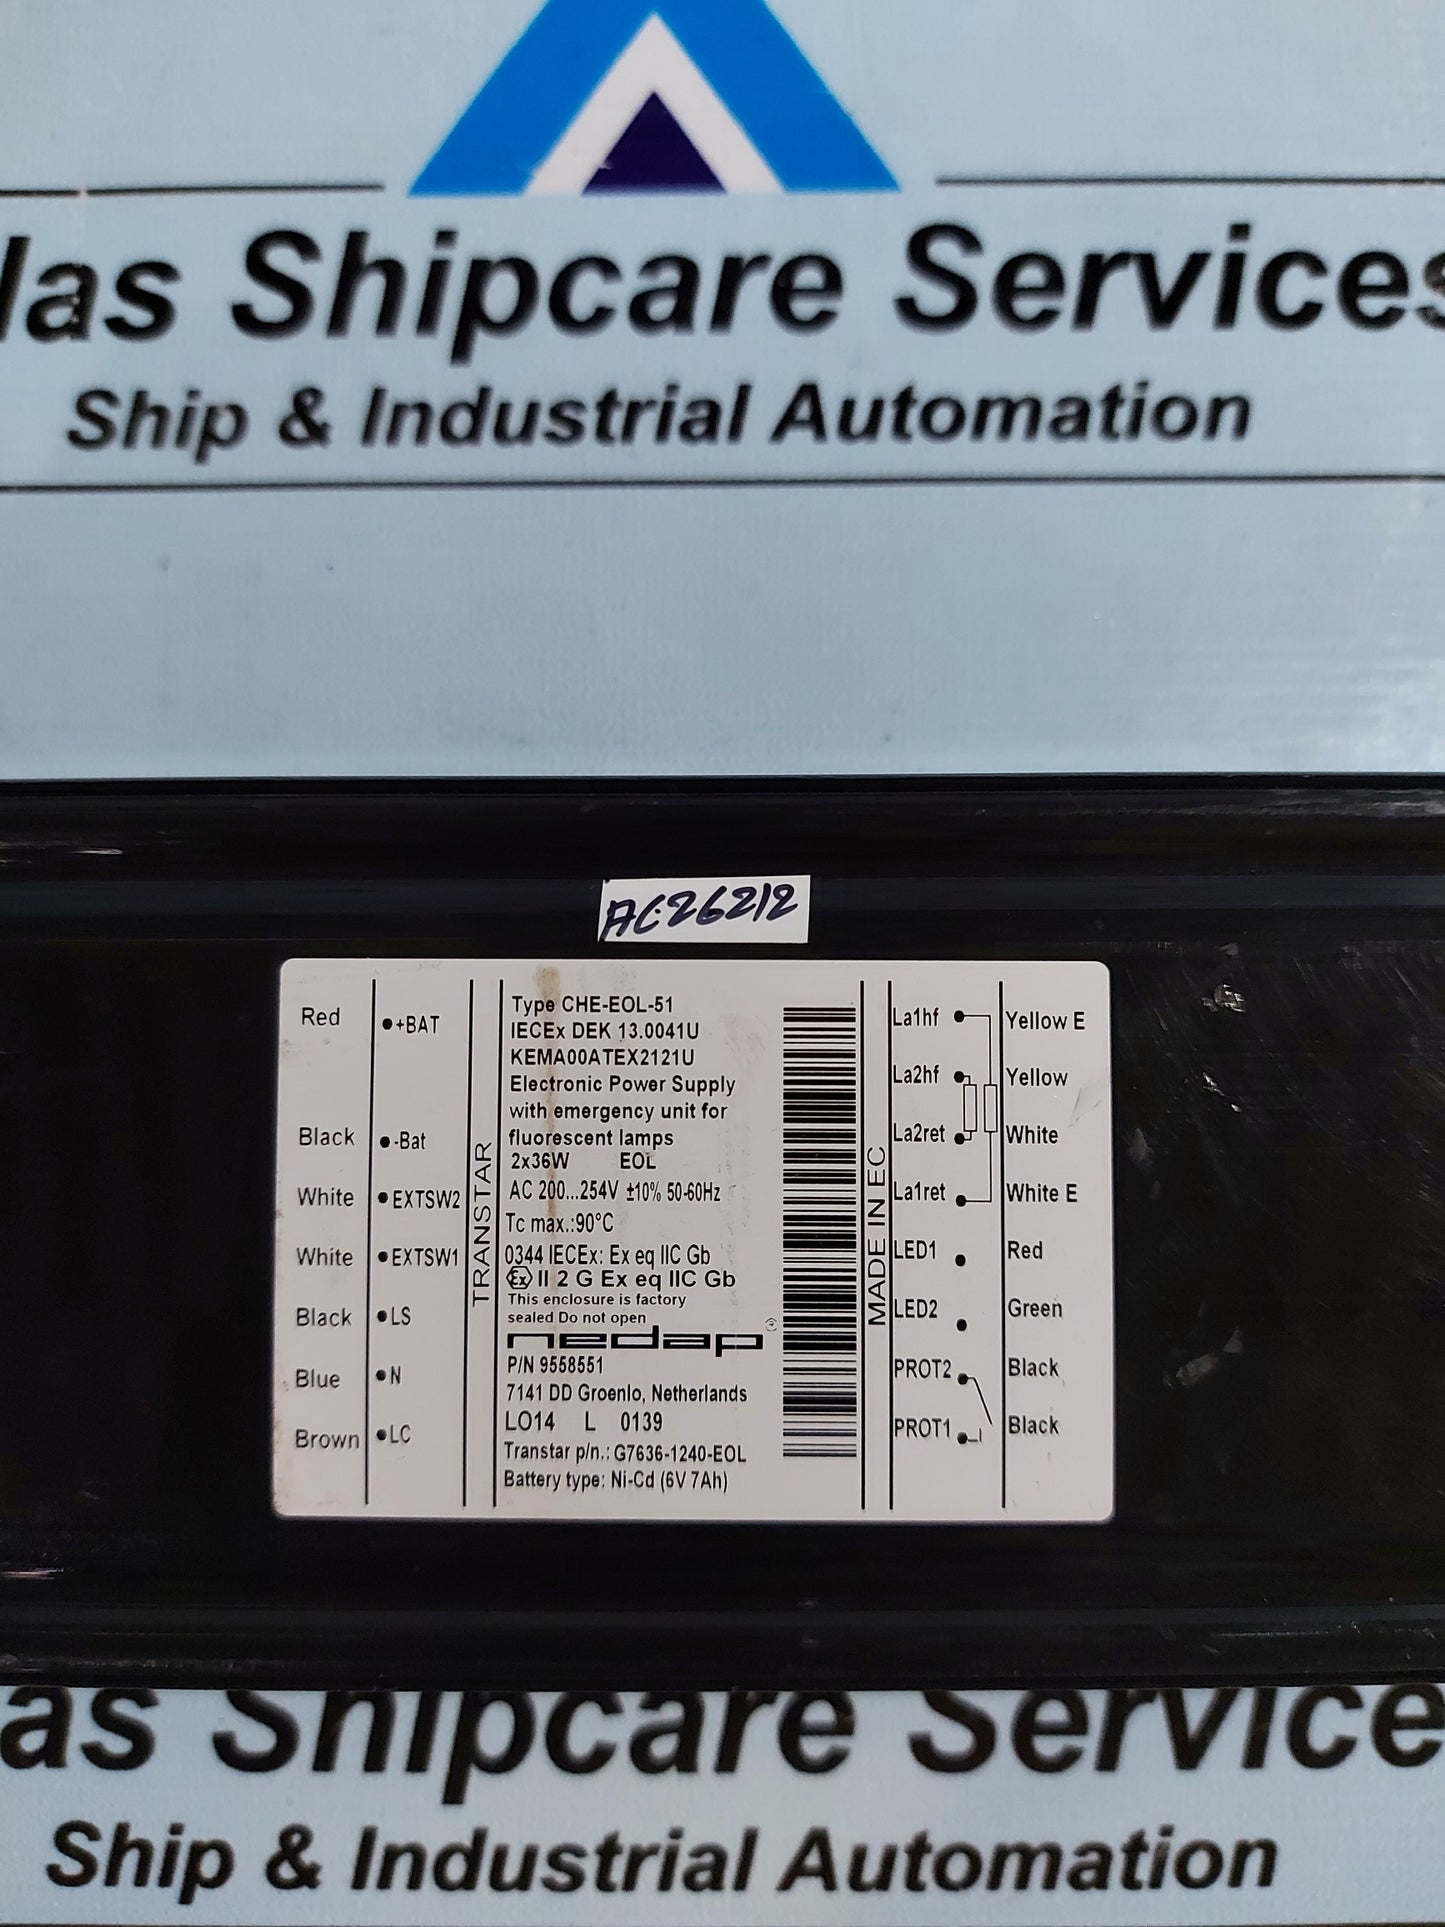 las Shipcare Services
Ship & Industrial Automation
AC26212
Red
•+BAT
Black
•-Bat
White
•EXTSW2
White
•EXTSW1
Black
•LS
Blue
•N
Brown
•LC
TRANSTAR
Type CHE-EOL-51
IECEx DEK 13.0041U
KEMA00ATEX2121U
Electronic Power Supply
with emergency unit for
fluorescent lamps
2x36W EOL
AC 200...254V ±10% 50-60Hz
Tc max.:90°C
0344 IECEx: Ex eq IIC Gb
Ex II 2 G Ex eq IIC Gb
This enclosure is factory
sealed Do not open
nedap ®
P/N 9558551
7141 DD Groenlo, Netherlands
LO14 L 0139
Transtar p/n.: G7636-1240-EOL
Battery type: Ni-Cd (6V 7Ah)
MADE IN EC
La1hf
Yellow E
La2hf
Yellow
La2ret
White
La1ret
White E
LED1
Red
LED2
Green
PROT2
Black
PROT1
Black
as Shipcare Service
Ship & Industrial Automation